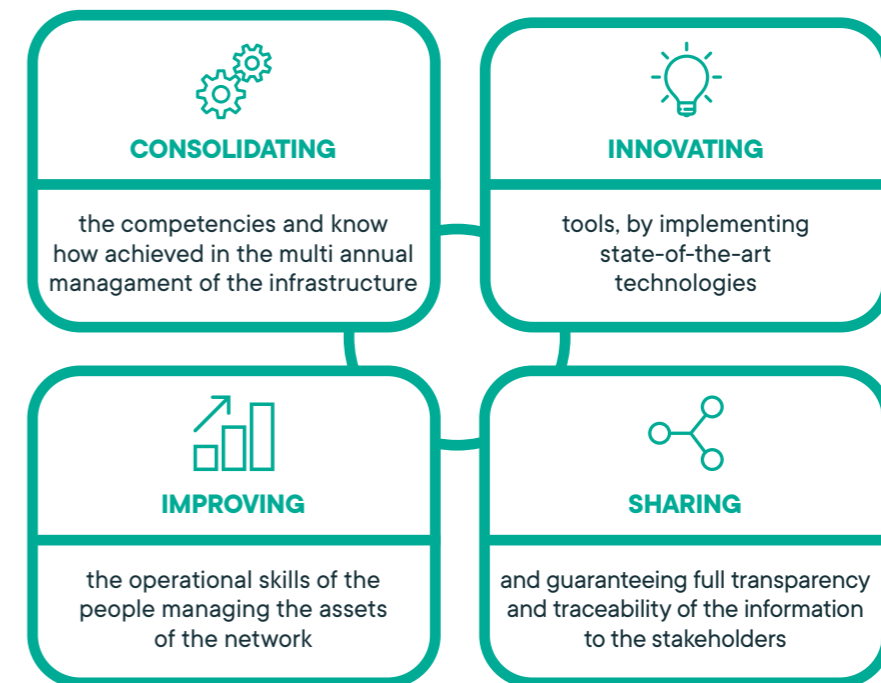 CONSOLIDATING
the competencies and know
how achieved in the multi annual
managament of the infrastructure
INNOVATING
tools, by implementing
state-of-the-art
technologies
IMPROVING
the operational skills of the
people managing the assets
of the network
SHARING
and guaranteeing full transparency
and traceability of the information
to the stakeholders